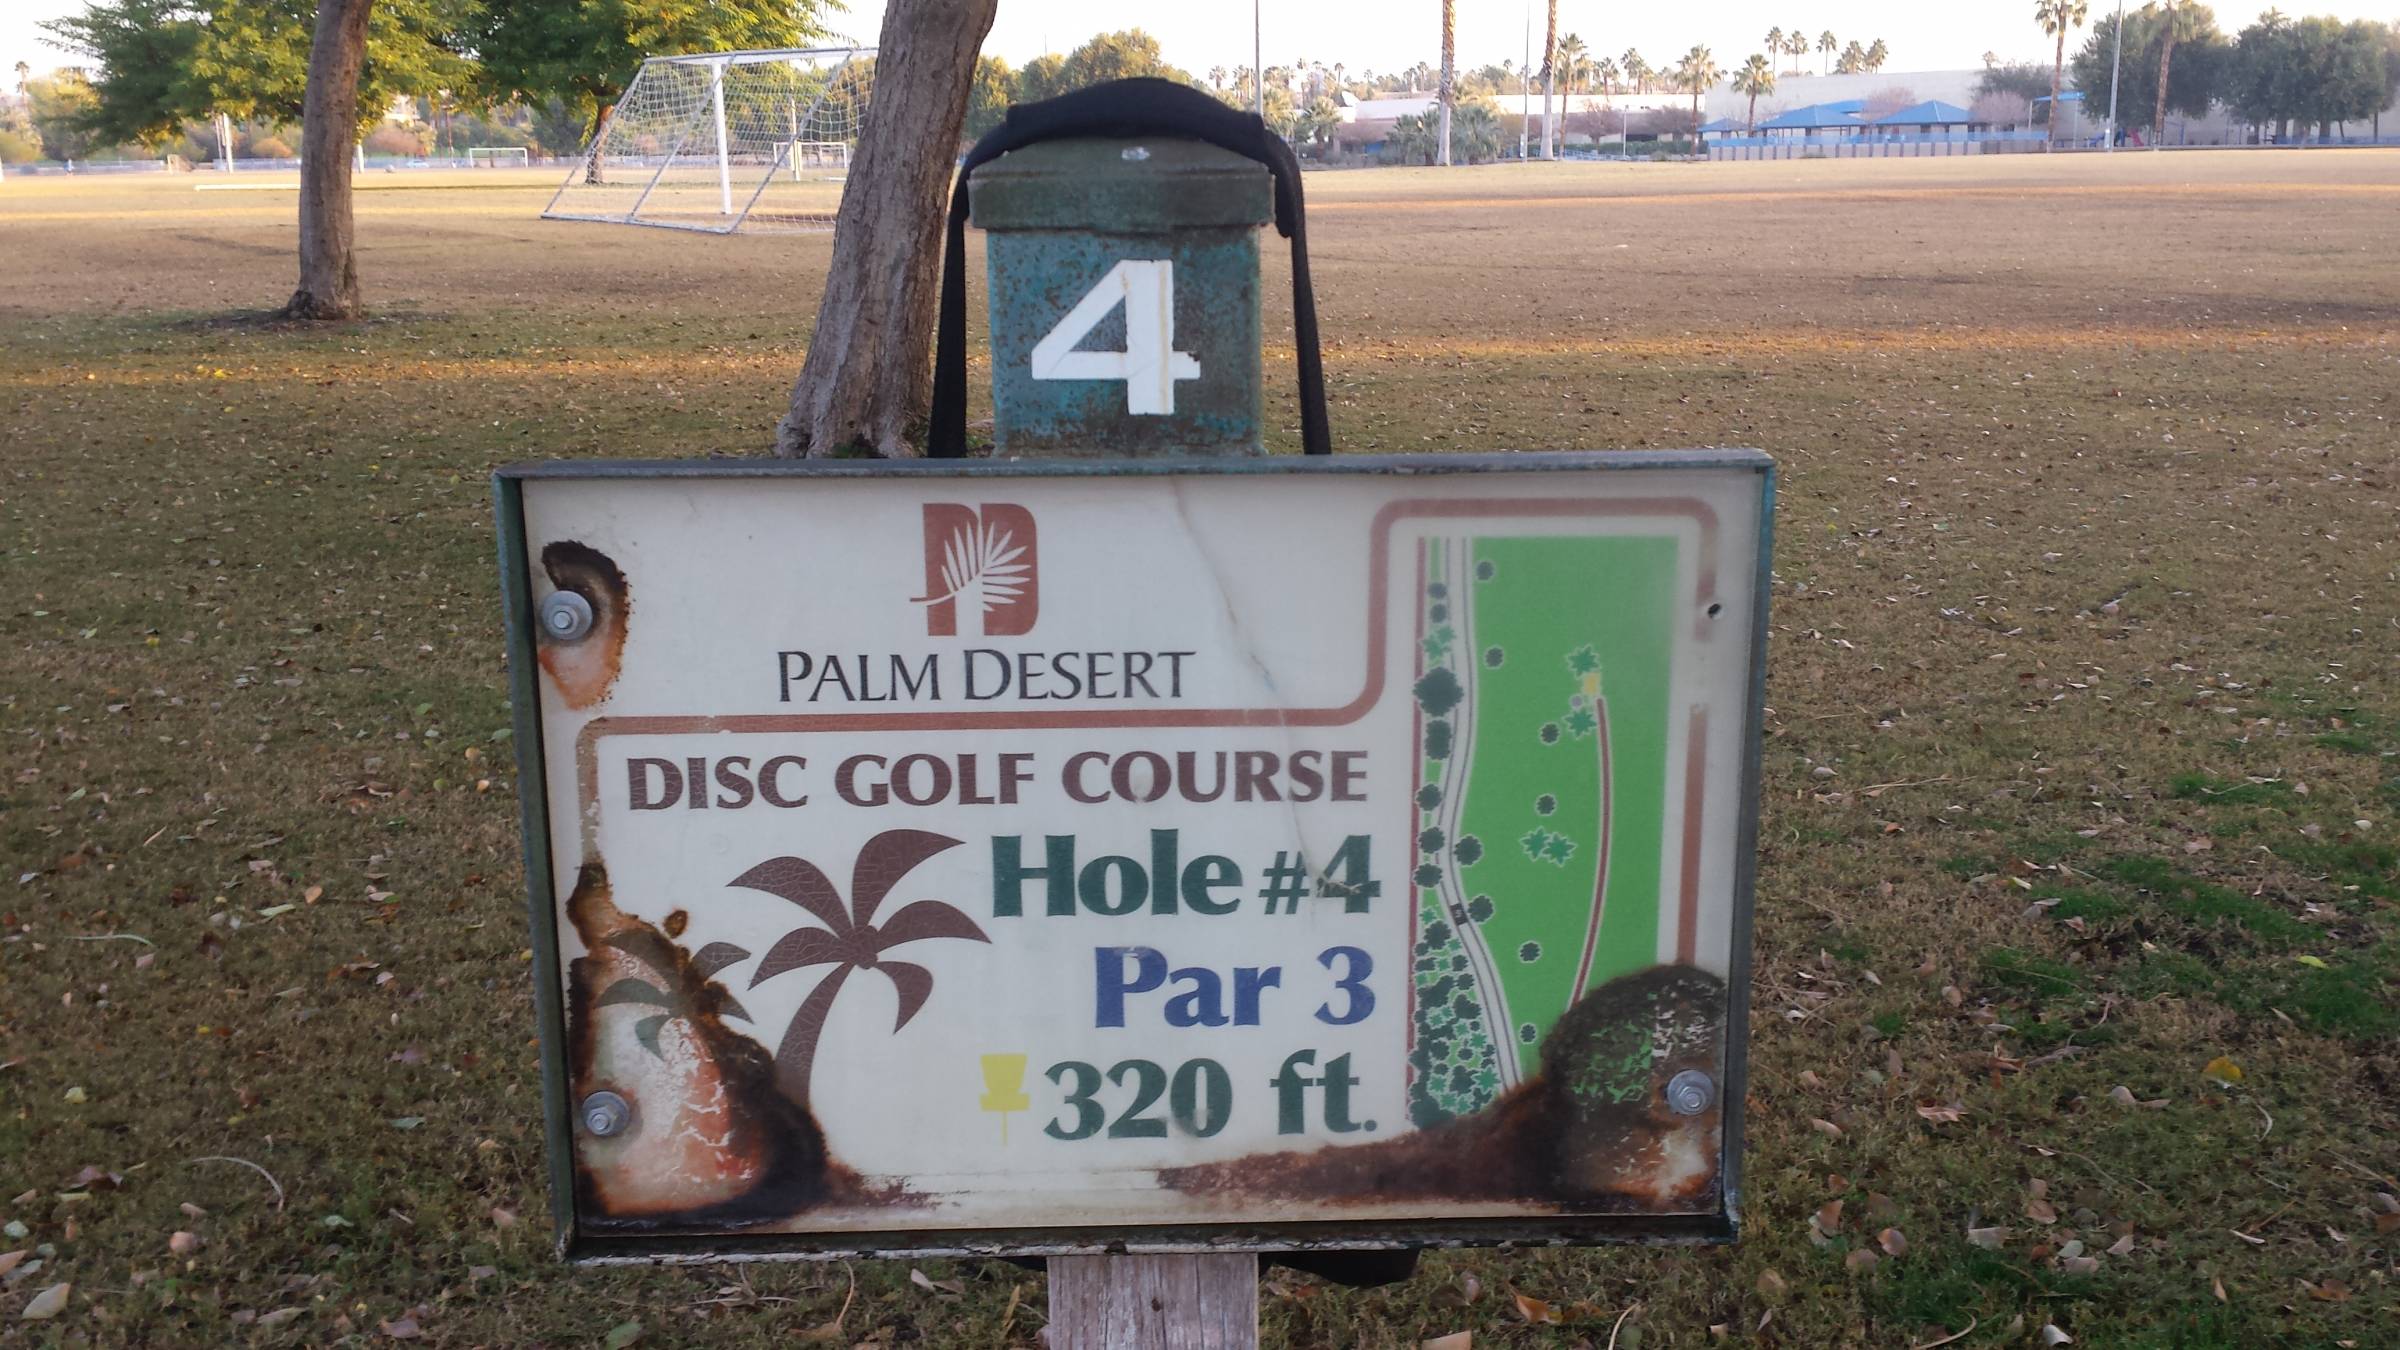 4
PALM DESERT
DISC GOLF COURSE
Hole #4
Par 3
320 ft.